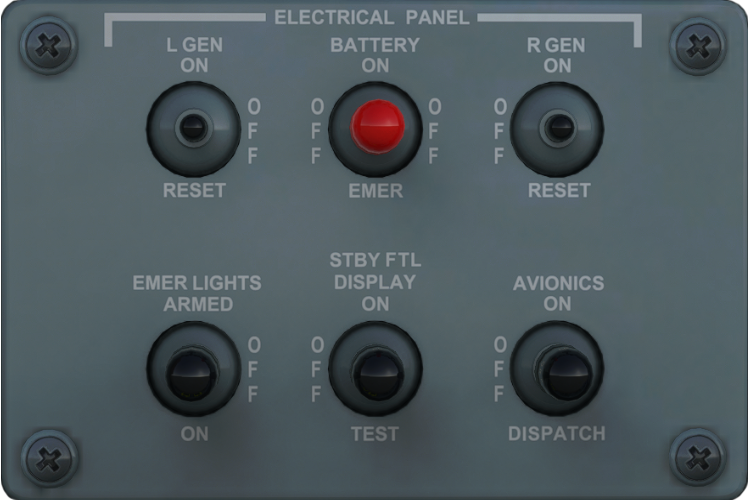 ELECTRICAL PANEL
L GEN
ON
OFF
RESET
BATTERY
ON
OFF
OFF
EMER
R GEN
ON
OFF
RESET
EMER LIGHTS
ARMED
OFF
ON
STBY FTL
DISPLAY
ON
OFF
TEST
AVIONICS
ON
OFF
DISPATCH